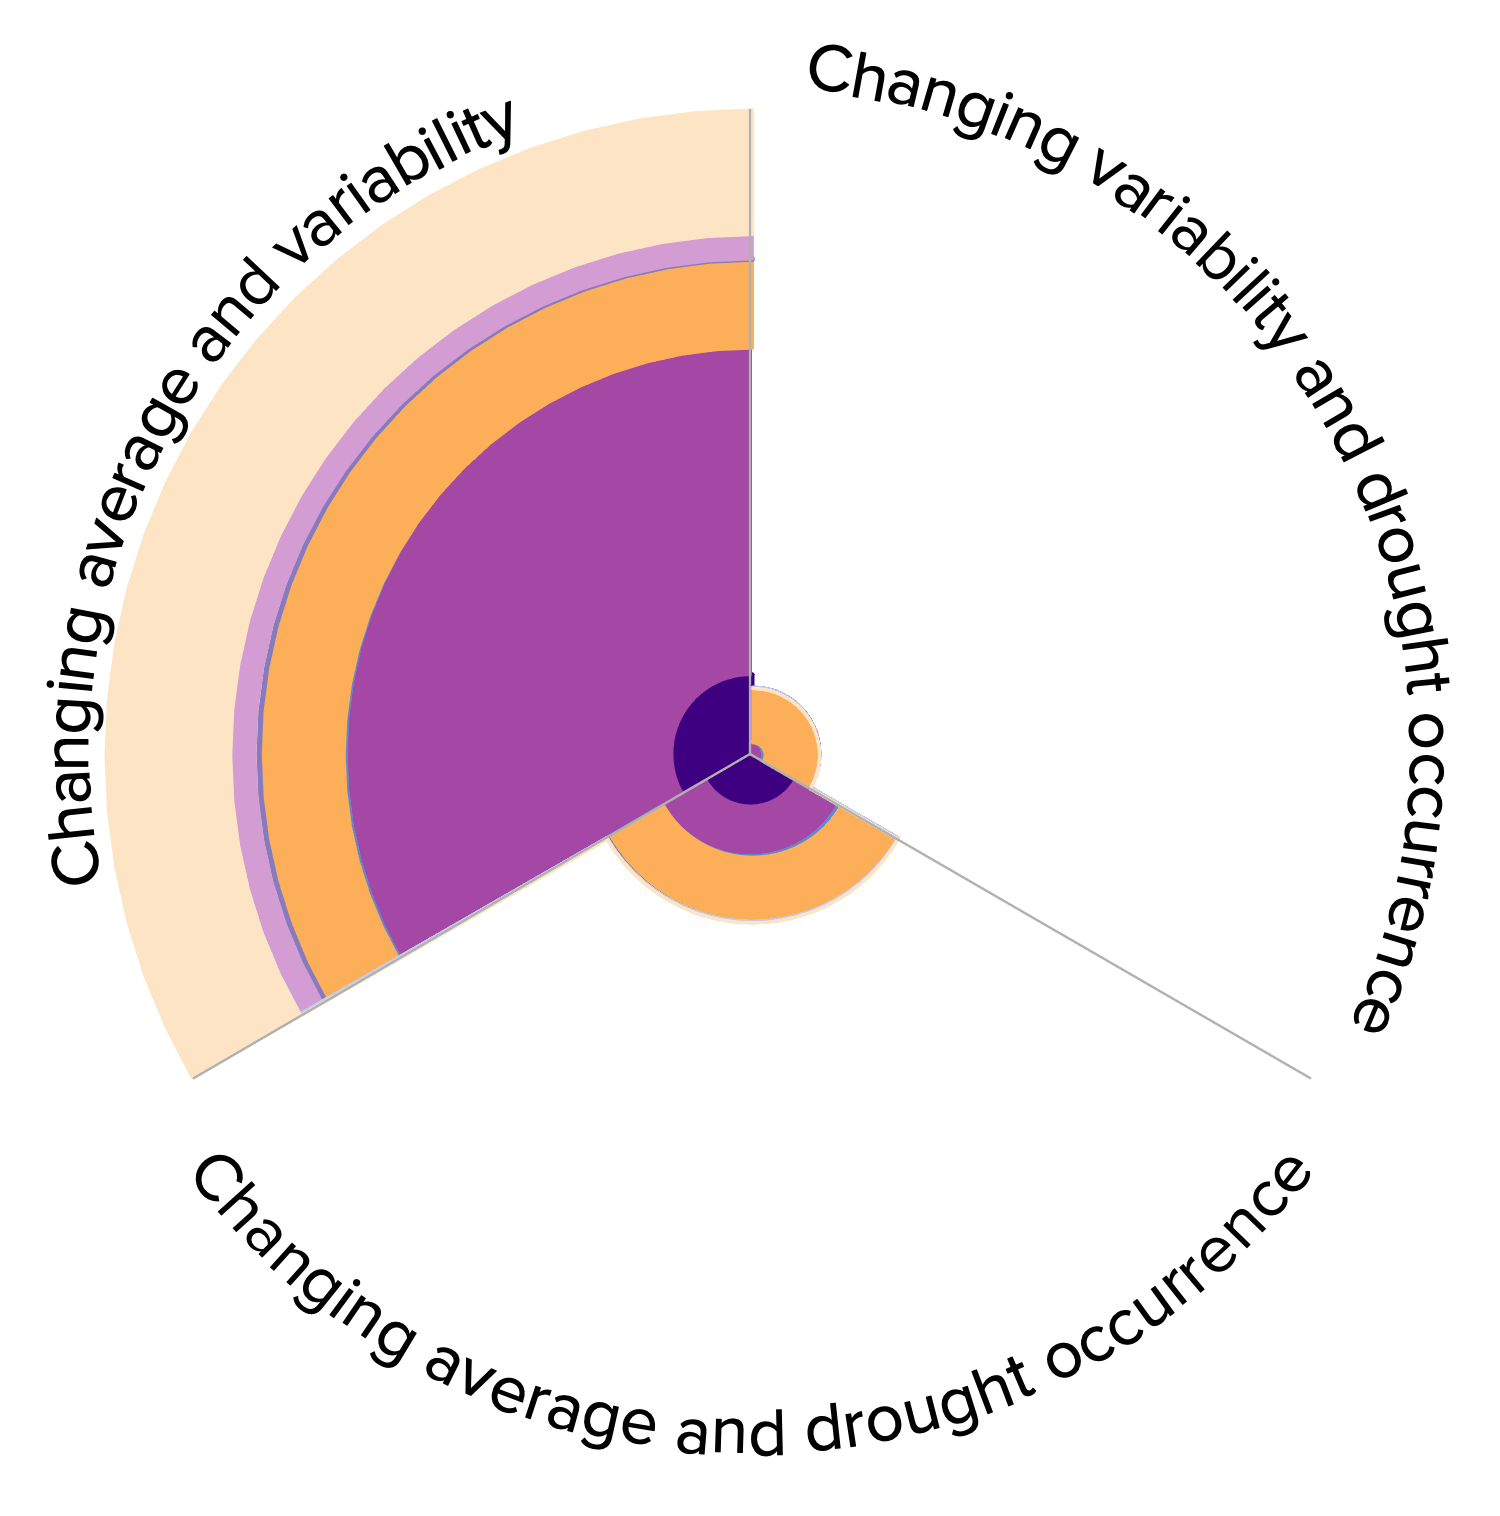 Changing average and variability
Changing variability and drought occurrence
Changing average and drought occurrence